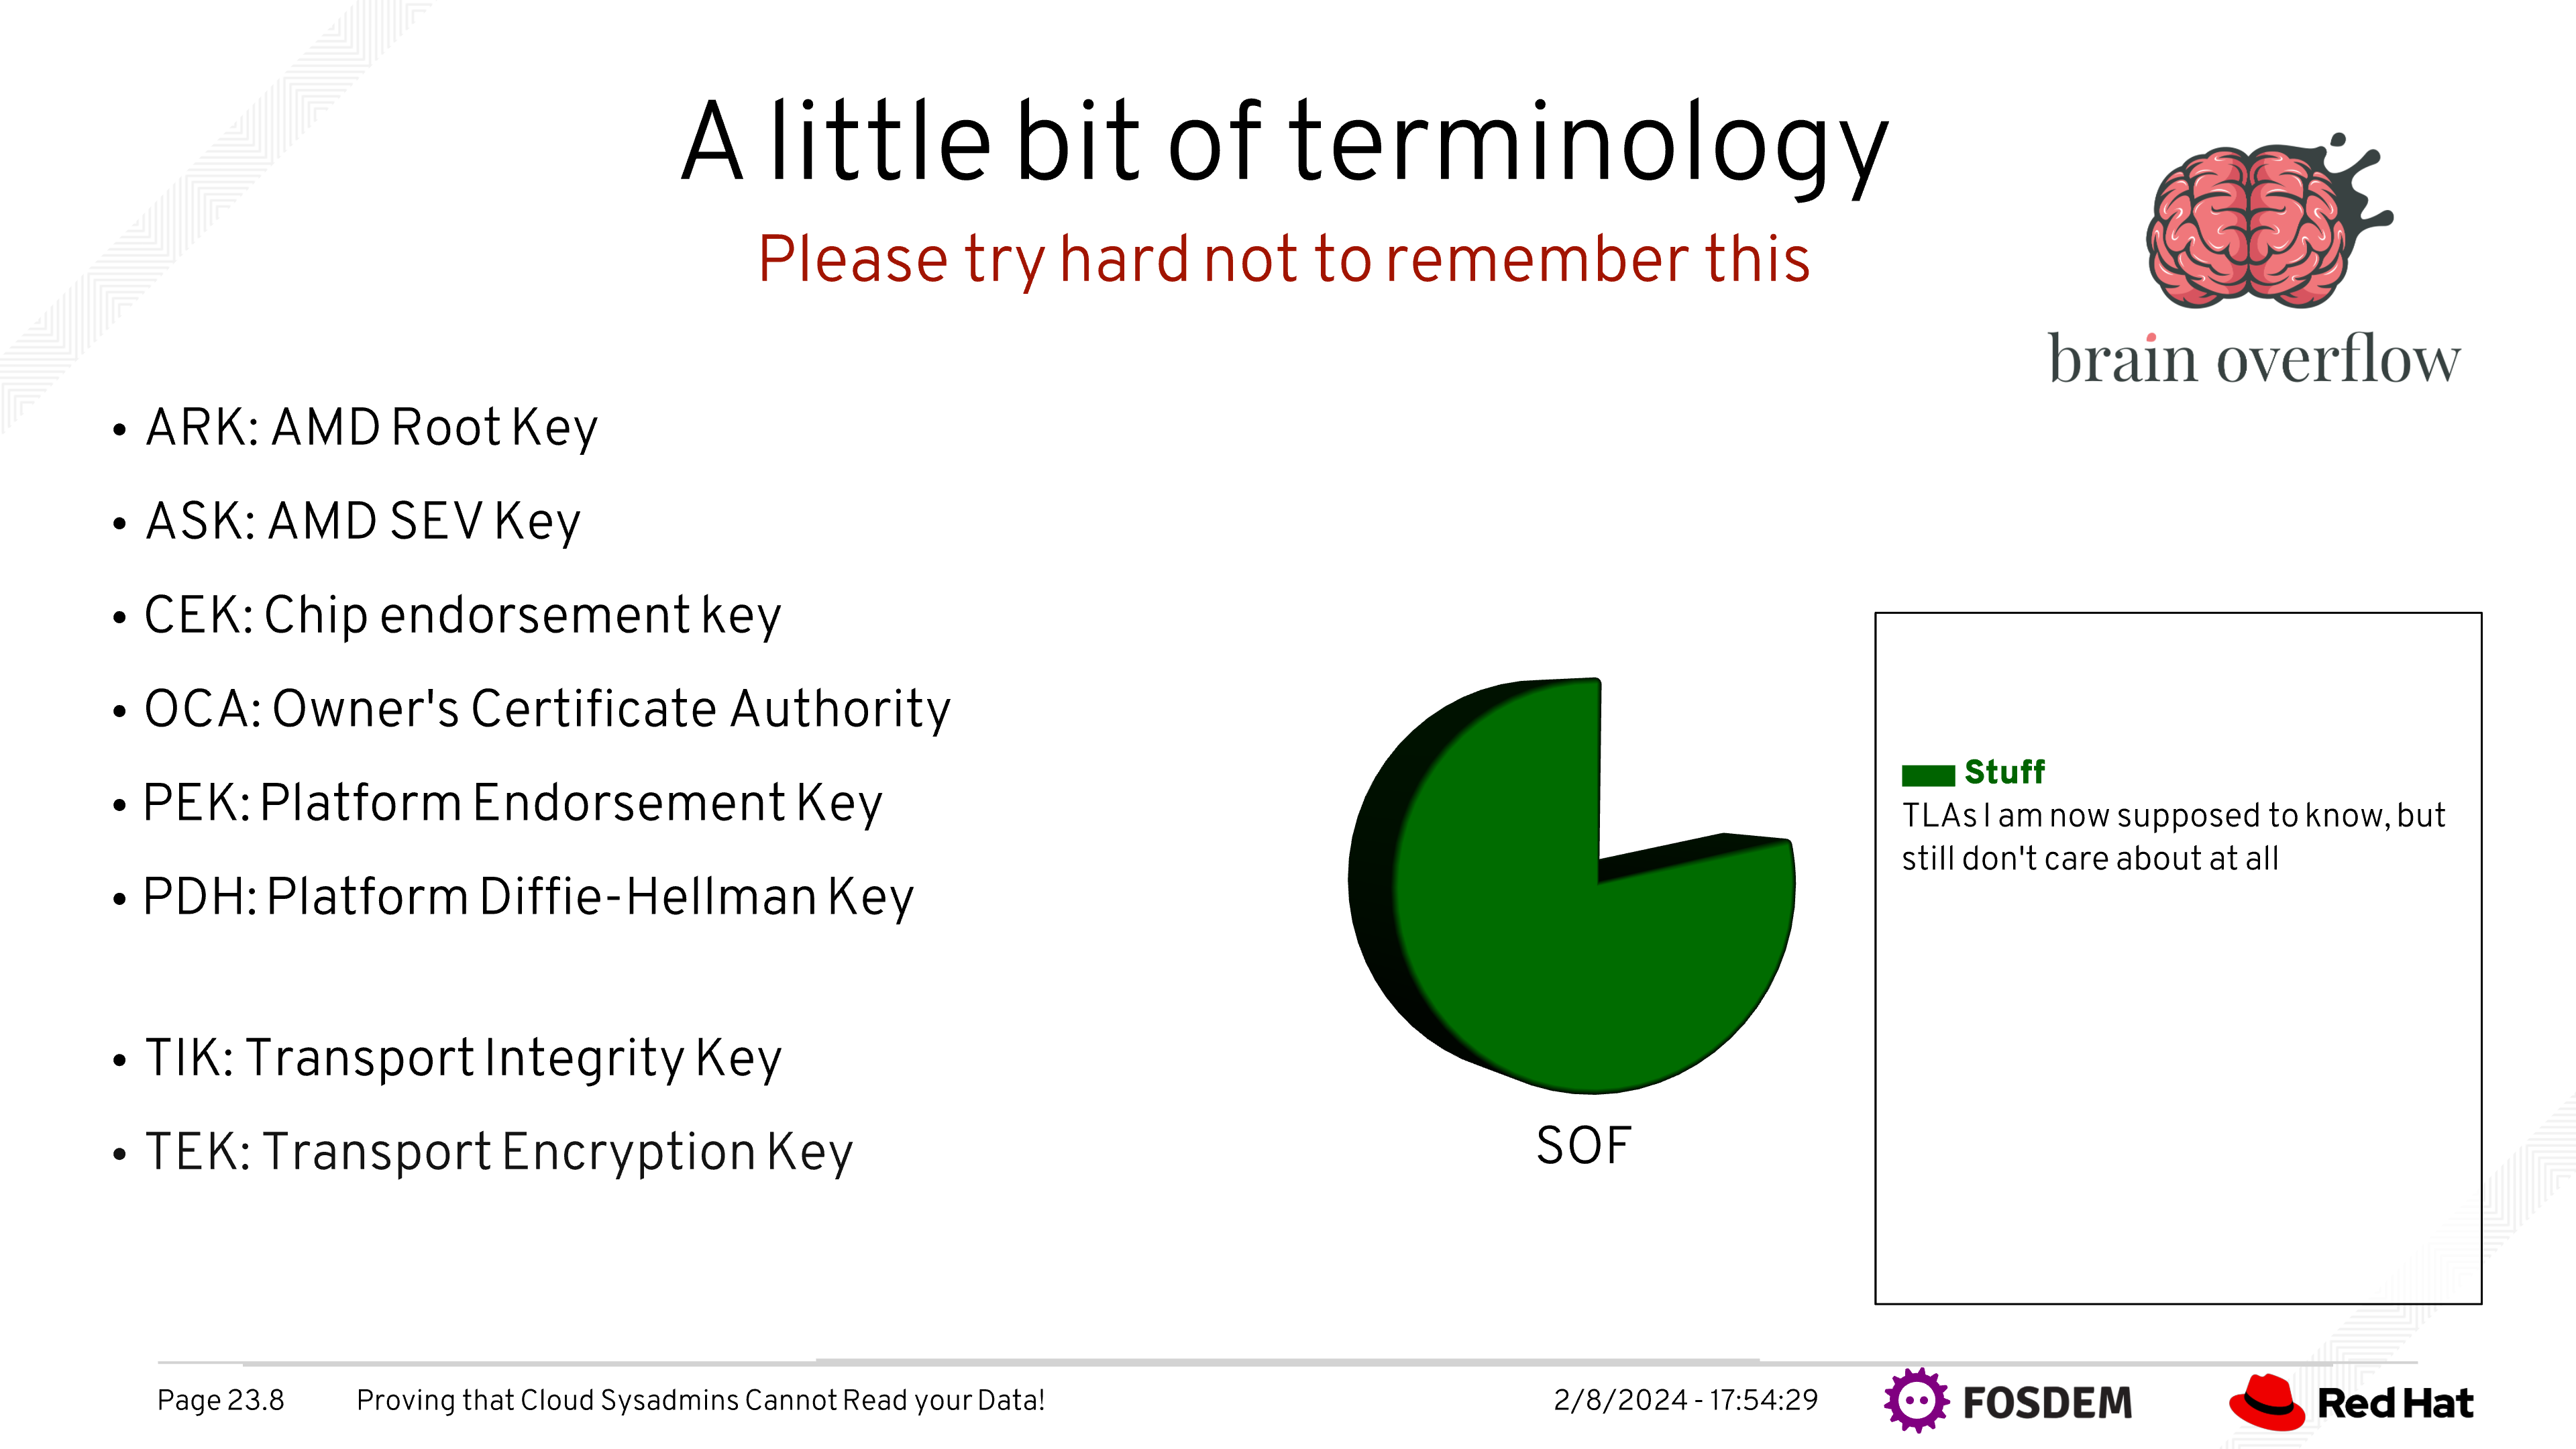 A little bit of terminology
Please try hard not to remember this
brain overflow
• ARK: AMD Root Key
• ASK: AMD SEV Key
• CEK: Chip endorsement key
• OCA: Owner's Certificate Authority
• PEK: Platform Endorsement Key
• PDH: Platform Diffie-Hellman Key
• TIK: Transport Integrity Key
• TEK: Transport Encryption Key
SOF
Stuff
TLAs I am now supposed to know, but
still don't care about at all
Page 23.8 Proving that Cloud Sysadmins Cannot Read your Data! 2/8/2024 - 17:54:29 FOSDEM Red Hat